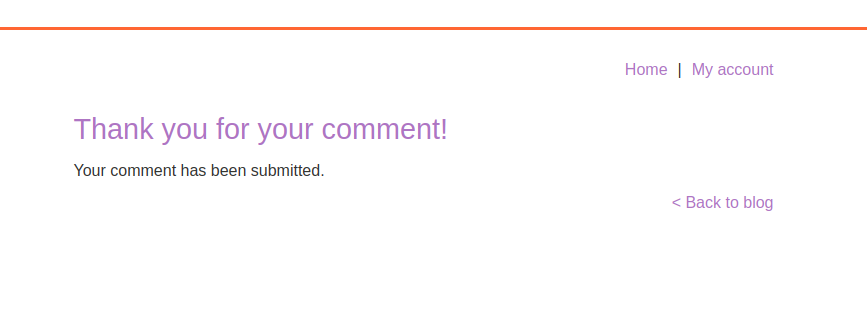 Home | My account
Thank you for your comment!
Your comment has been submitted.
< Back to blog